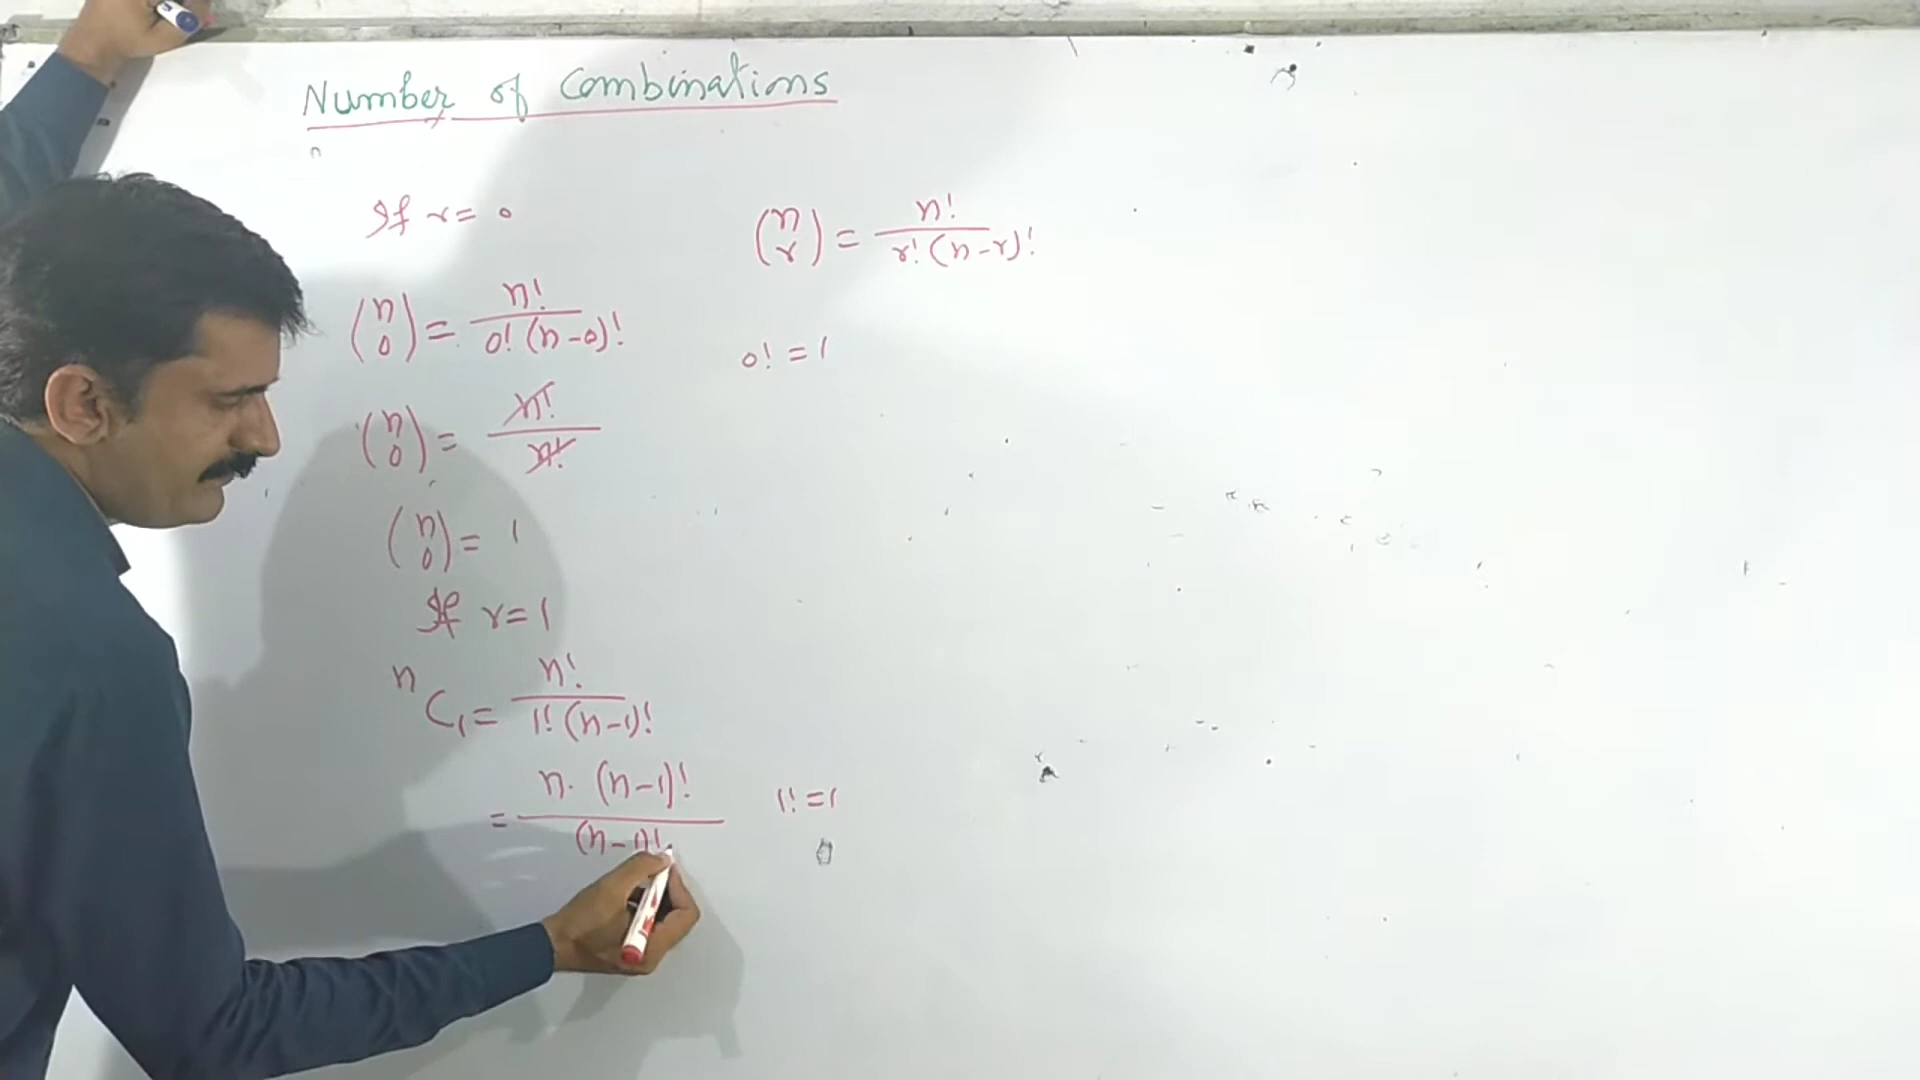 Number of Combinations
n
If r = 0
(n r) = n! / r! (n-r)!
(n 0) = n! / 0! (n-0)!
0! = 1
(n 0) = n! / n!
(n 0) = 1
If r = 1
nC1 = n! / 1! (n-1)!
= n. (n-1)! / (n-1)!
1! = 1